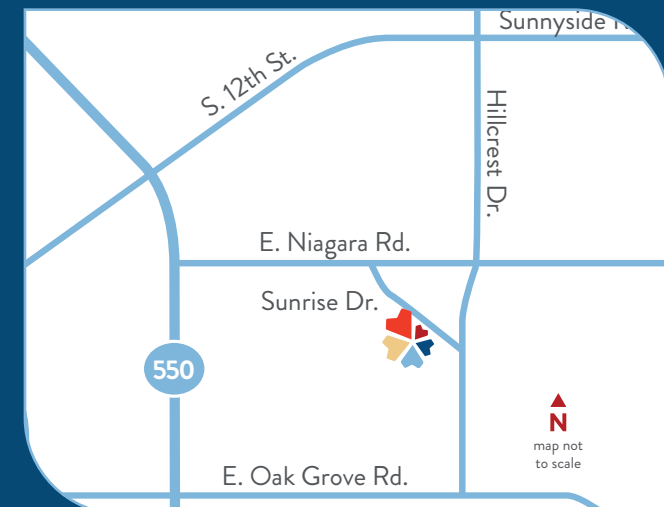 Sunnyside
S. 12th St.
Hillcrest Dr.
E. Niagara Rd.
Sunrise Dr.
550
N
map not
to scale
E. Oak Grove Rd.